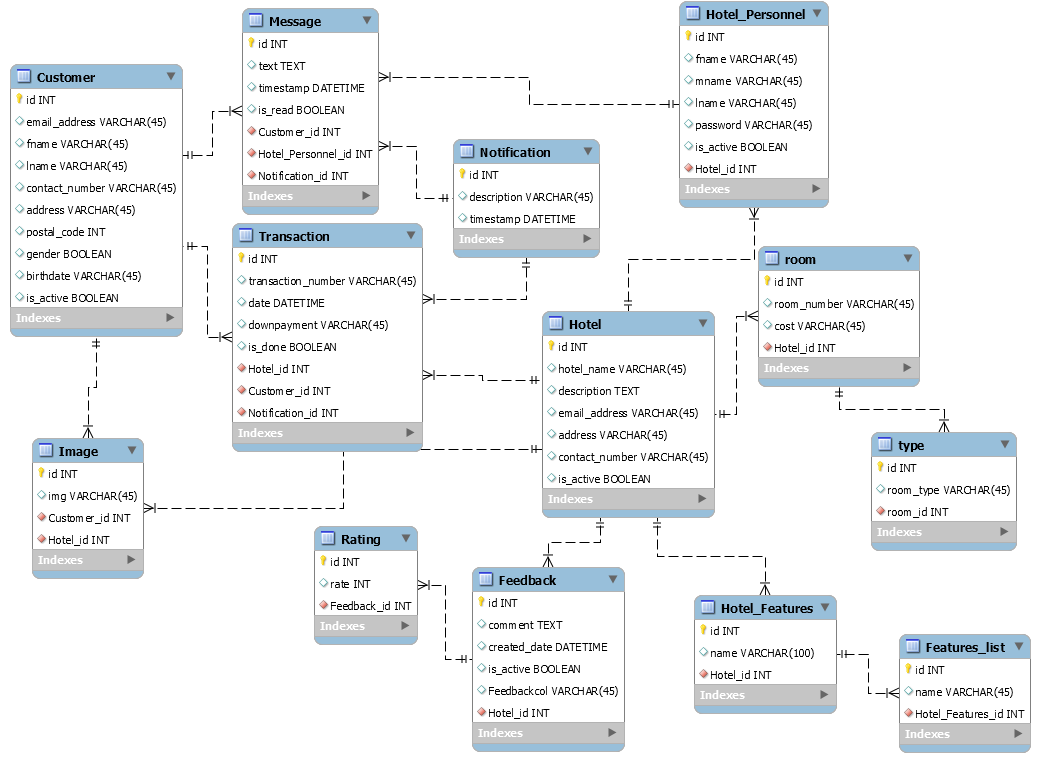 Message
id INT
text TEXT
timestamp DATETIME
is_read BOOLEAN
Customer_id INT
Hotel_Personnel_id INT
Notification_id INT
Indexes
Hotel_Personnel
id INT
fname VARCHAR(45)
mname VARCHAR(45)
lname VARCHAR(45)
password VARCHAR(45)
is_active BOOLEAN
Hotel_id INT
Indexes
Customer
id INT
email_address VARCHAR(45)
fname VARCHAR(45)
lname VARCHAR(45)
contact_number VARCHAR(45)
address VARCHAR(45)
postal_code INT
gender BOOLEAN
birthdate VARCHAR(45)
is_active BOOLEAN
Indexes
Notification
id INT
description VARCHAR(45)
timestamp DATETIME
Indexes
Transaction
id INT
transaction_number VARCHAR(45)
date DATETIME
downpayment VARCHAR(45)
is_done BOOLEAN
Hotel_id INT
Customer_id INT
Notification_id INT
Indexes
room
id INT
room_number VARCHAR(45)
cost VARCHAR(45)
Hotel_id INT
Indexes
Hotel
id INT
hotel_name VARCHAR(45)
description TEXT
email_address VARCHAR(45)
address VARCHAR(45)
contact_number VARCHAR(45)
is_active BOOLEAN
Indexes
type
id INT
room_type VARCHAR(45)
room_id INT
Indexes
Image
id INT
img VARCHAR(45)
Customer_id INT
Hotel_id INT
Indexes
Rating
id INT
rate INT
Feedback_id INT
Indexes
Feedback
id INT
comment TEXT
created_date DATETIME
is_active BOOLEAN
Feedbackcol VARCHAR(45)
Hotel_id INT
Indexes
Hotel_Features
id INT
name VARCHAR(100)
Hotel_id INT
Indexes
Features_list
id INT
name VARCHAR(45)
Hotel_Features_id INT
Indexes